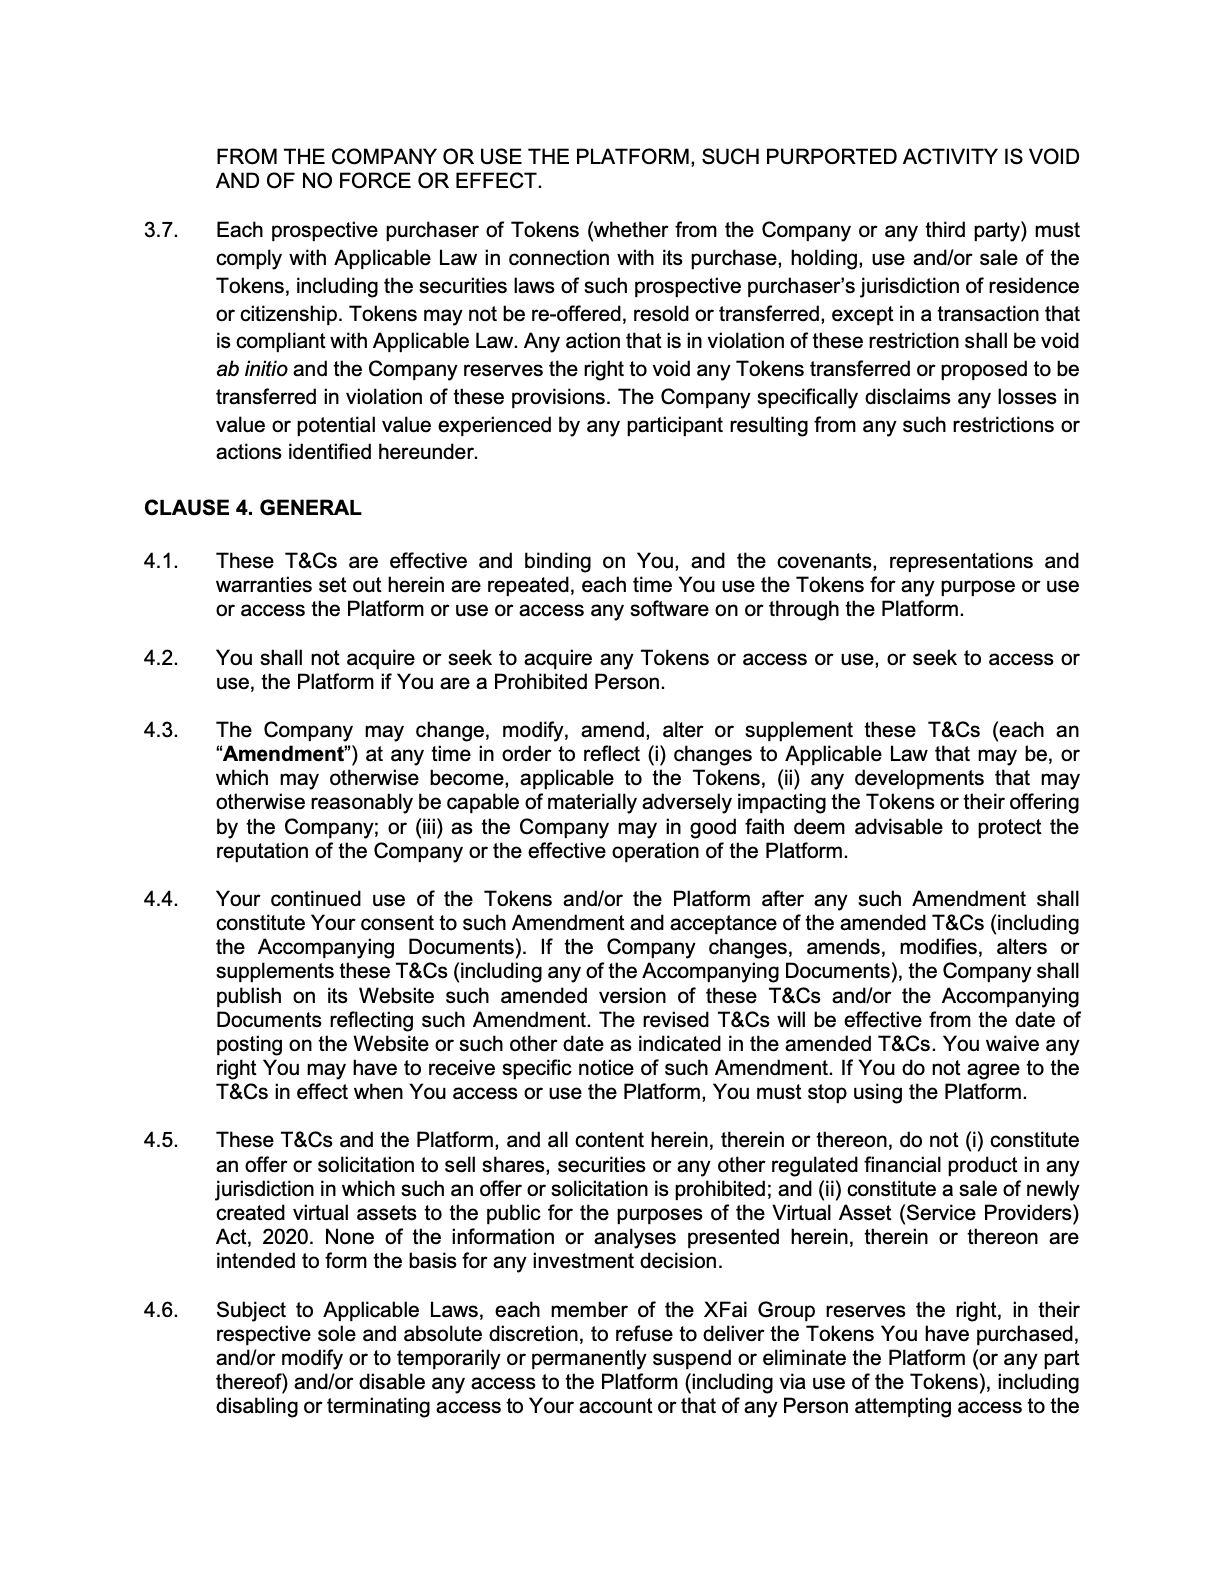 FROM THE COMPANY OR USE THE PLATFORM, SUCH PURPORTED ACTIVITY IS VOID
AND OF NO FORCE OR EFFECT.
3.7. Each prospective purchaser of Tokens (whether from the Company or any third party) must
comply with Applicable Law in connection with its purchase, holding, use and/or sale of the
Tokens, including the securities laws of such prospective purchaser’s jurisdiction of residence
or citizenship. Tokens may not be re-offered, resold or transferred, except in a transaction that
is compliant with Applicable Law. Any action that is in violation of these restriction shall be void
ab initio and the Company reserves the right to void any Tokens transferred or proposed to be
transferred in violation of these provisions. The Company specifically disclaims any losses in
value or potential value experienced by any participant resulting from any such restrictions or
actions identified hereunder.
CLAUSE 4. GENERAL
4.1. These T&Cs are effective and binding on You, and the covenants, representations and
warranties set out herein are repeated, each time You use the Tokens for any purpose or use
or access the Platform or use or access any software on or through the Platform.
4.2. You shall not acquire or seek to acquire any Tokens or access or use, or seek to access or
use, the Platform if You are a Prohibited Person.
4.3. The Company may change, modify, amend, alter or supplement these T&Cs (each an
“Amendment”) at any time in order to reflect (i) changes to Applicable Law that may be, or
which may otherwise become, applicable to the Tokens, (ii) any developments that may
otherwise reasonably be capable of materially adversely impacting the Tokens or their offering
by the Company; or (iii) as the Company may in good faith deem advisable to protect the
reputation of the Company or the effective operation of the Platform.
4.4. Your continued use of the Tokens and/or the Platform after any such Amendment shall
constitute Your consent to such Amendment and acceptance of the amended T&Cs (including
the Accompanying Documents). If the Company changes, amends, modifies, alters or
supplements these T&Cs (including any of the Accompanying Documents), the Company shall
publish on its Website such amended version of these T&Cs and/or the Accompanying
Documents reflecting such Amendment. The revised T&Cs will be effective from the date of
posting on the Website or such other date as indicated in the amended T&Cs. You waive any
right You may have to receive specific notice of such Amendment. If You do not agree to the
T&Cs in effect when You access or use the Platform, You must stop using the Platform.
4.5. These T&Cs and the Platform, and all content herein, therein or thereon, do not (i) constitute
an offer or solicitation to sell shares, securities or any other regulated financial product in any
jurisdiction in which such an offer or solicitation is prohibited; and (ii) constitute a sale of newly
created virtual assets to the public for the purposes of the Virtual Asset (Service Providers)
Act, 2020. None of the information or analyses presented herein, therein or thereon are
intended to form the basis for any investment decision.
4.6. Subject to Applicable Laws, each member of the XFai Group reserves the right, in their
respective sole and absolute discretion, to refuse to deliver the Tokens You have purchased,
and/or modify or to temporarily or permanently suspend or eliminate the Platform (or any part
thereof) and/or disable any access to the Platform (including via use of the Tokens), including
disabling or terminating access to Your account or that of any Person attempting access to the